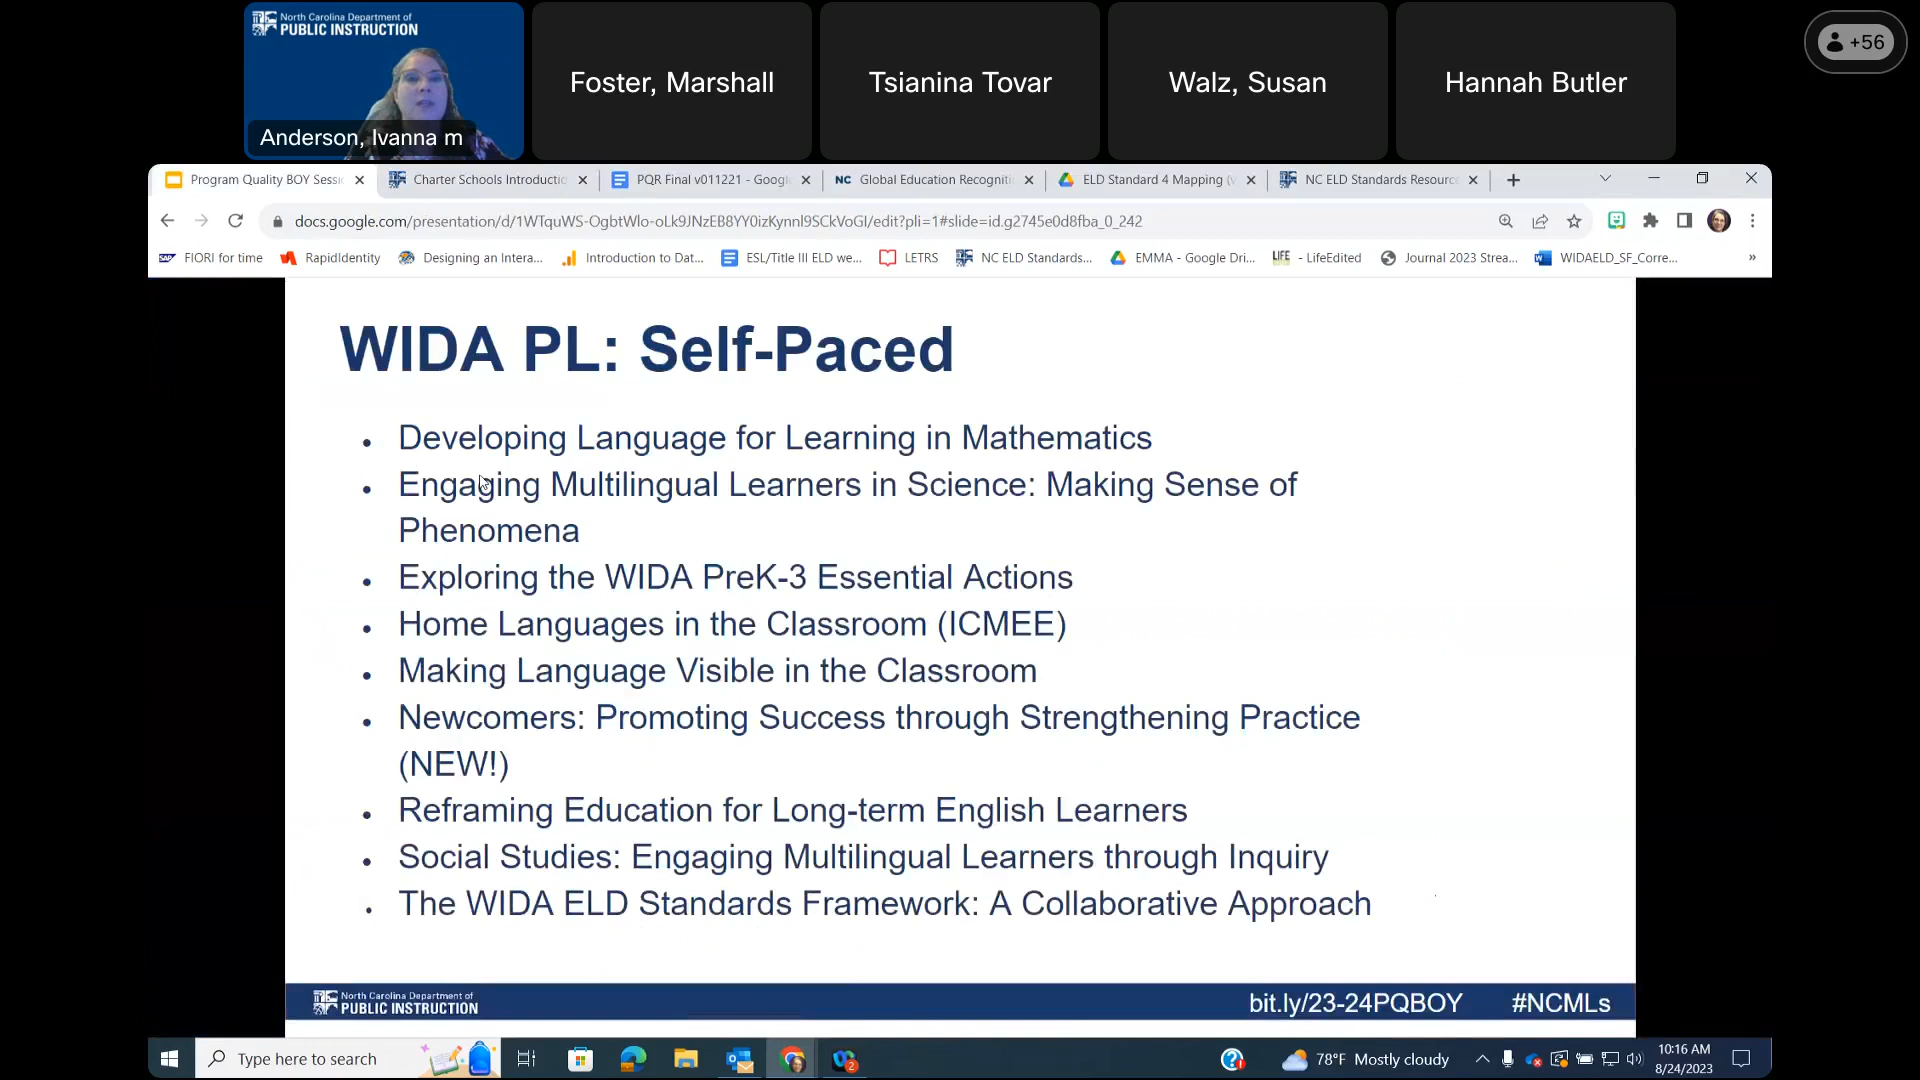 North Carolina Department of
PUBLIC INSTRUCTION
Anderson, Ivanna m
Foster, Marshall
Tsianina Tovar
Walz, Susan
Hannah Butler
+56
Program Quality BOY Sessi
Charter Schools Introductio
PQR Final v011221 - Googl
NC Global Education Recogniti
ELD Standard 4 Mapping (
NC ELD Standards Resourc
docs.google.com/presentation/d/1WTquWS-OgbtWlo-oLk9JNzEB8YY0izKynnl9SCkVoGI/edit?pli=1#slide=id.g2745e0d8fba_0_242
FIORI for time
RapidIdentity
Designing an Intera...
Introduction to Dat...
ESL/Title III ELD we...
LETRS
NC ELD Standards...
EMMA - Google Dri...
LIFE - LifeEdited
Journal 2023 Strea...
WIDAELD_SF_Corre...
WIDA PL: Self-Paced
• Developing Language for Learning in Mathematics
• Engaging Multilingual Learners in Science: Making Sense of
Phenomena
• Exploring the WIDA PreK-3 Essential Actions
• Home Languages in the Classroom (ICMEE)
• Making Language Visible in the Classroom
• Newcomers: Promoting Success through Strengthening Practice
(NEW!)
• Reframing Education for Long-term English Learners
• Social Studies: Engaging Multilingual Learners through Inquiry
• The WIDA ELD Standards Framework: A Collaborative Approach
North Carolina Department of
PUBLIC INSTRUCTION
bit.ly/23-24PQBOY
#NCMLs
Type here to search
78°F Mostly cloudy
10:16 AM
8/24/2023